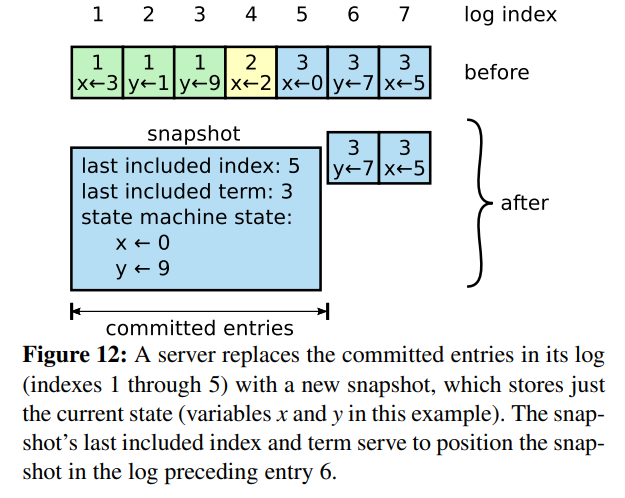 1 2 3 4 5 6 7 log index
1 1 1 2 3 3 3
x←3 y←1 y←9 x←2 x←0 y←7 x←5
before
snapshot
last included index: 5
last included term: 3
state machine state:
x ← 0
y ← 9
3 3
y←7 x←5
after
committed entries
Figure 12: A server replaces the committed entries in its log
(indexes 1 through 5) with a new snapshot, which stores just
the current state (variables x and y in this example). The snap-
shot’s last included index and term serve to position the snap-
shot in the log preceding entry 6.